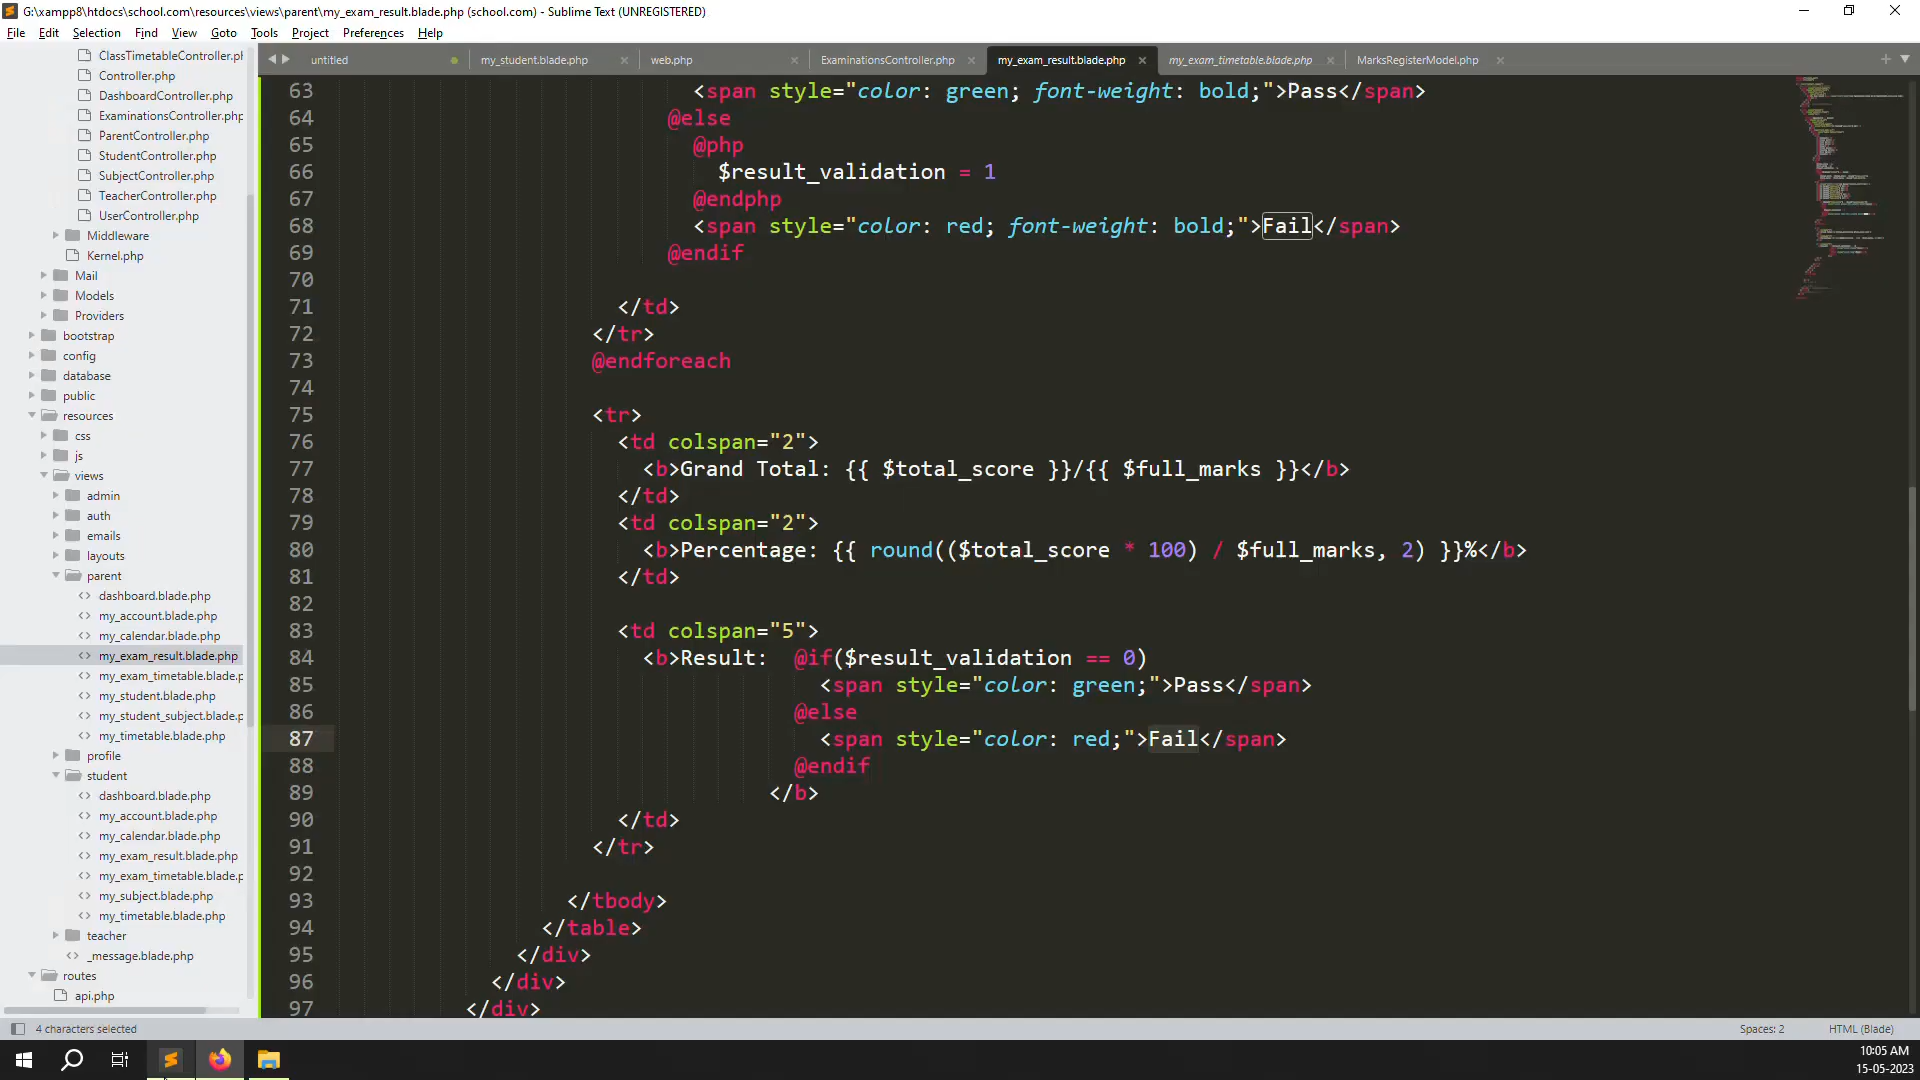 G:\xampp8\htdocs\school.com\resources\views\parent\my_exam_result.blade.php (school.com) - Sublime Text (UNREGISTERED)
File Edit Selection Find View Goto Tools Project Preferences Help
untitled my_student.blade.php web.php ExaminationsController.php my_exam_result.blade.php my_exam_timetable.blade.php MarksRegisterModel.php
ClassTimetableController.ph
Controller.php
DashboardController.php
ExaminationsController.php
ParentController.php
StudentController.php
SubjectController.php
TeacherController.php
UserController.php
Middleware
Kernel.php
Mail
Models
Providers
bootstrap
config
database
public
resources
css
js
views
admin
auth
emails
layouts
parent
dashboard.blade.php
my_account.blade.php
my_calendar.blade.php
my_exam_result.blade.php
my_exam_timetable.blade.p
my_student.blade.php
my_student_subject.blade.p
my_timetable.blade.php
profile
student
dashboard.blade.php
my_account.blade.php
my_calendar.blade.php
my_exam_result.blade.php
my_exam_timetable.blade.p
my_subject.blade.php
my_timetable.blade.php
teacher
_message.blade.php
routes
api.php
63 <span style="color: green; font-weight: bold;">Pass</span>
64 @else
65 @php
66 $result_validation = 1
67 @endphp
68 <span style="color: red; font-weight: bold;">Fail</span>
69 @endif
70
71 </td>
72 </tr>
73 @endforeach
74
75 <tr>
76 <td colspan="2">
77 <b>Grand Total: {{ $total_score }}/{{ $full_marks }}</b>
78 </td>
79 <td colspan="2">
80 <b>Percentage: {{ round(($total_score * 100) / $full_marks, 2) }}%</b>
81 </td>
82
83 <td colspan="5">
84 <b>Result: @if($result_validation == 0)
85 <span style="color: green;">Pass</span>
86 @else
87 <span style="color: red;">Fail</span>
88 @endif
89 </b>
90 </td>
91 </tr>
92
93 </tbody>
94 </table>
95 </div>
96 </div>
97 </div>
4 characters selected Spaces: 2 HTML (Blade)
10:05 AM
15-05-2023